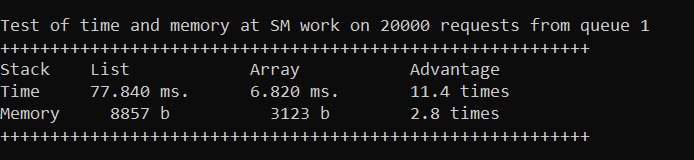 Test of time and memory at SM work on 20000 requests from queue 1
+++++++++++++++++++++++++++++++++++++++++++++++++++++++++++
Stack    List            Array           Advantage
Time     77.840 ms.      6.820 ms.       11.4 times
Memory     8857 b          3123 b        2.8 times
+++++++++++++++++++++++++++++++++++++++++++++++++++++++++++